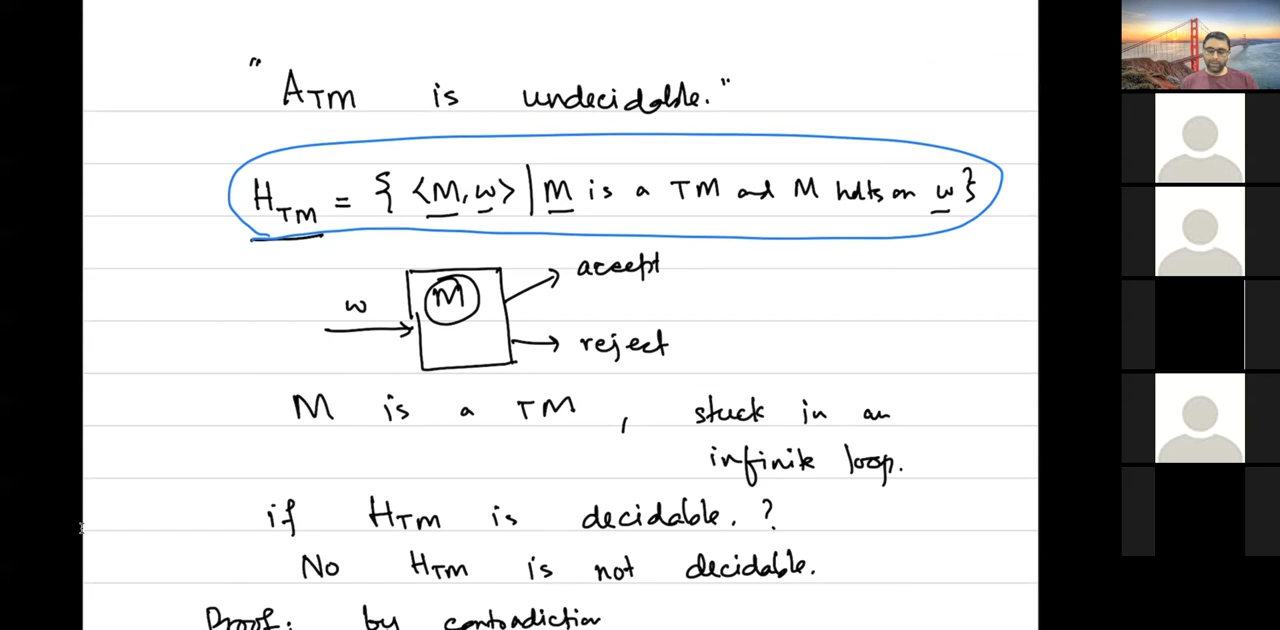 "ATM is undecidable."
HTM = { <M, w> | M is a TM and M halts on w }
w M accept
reject
M is a TM, stuck in an
infinite loop.
if HTM is decidable. ?
No HTM is not decidable.
Proof: by contradiction